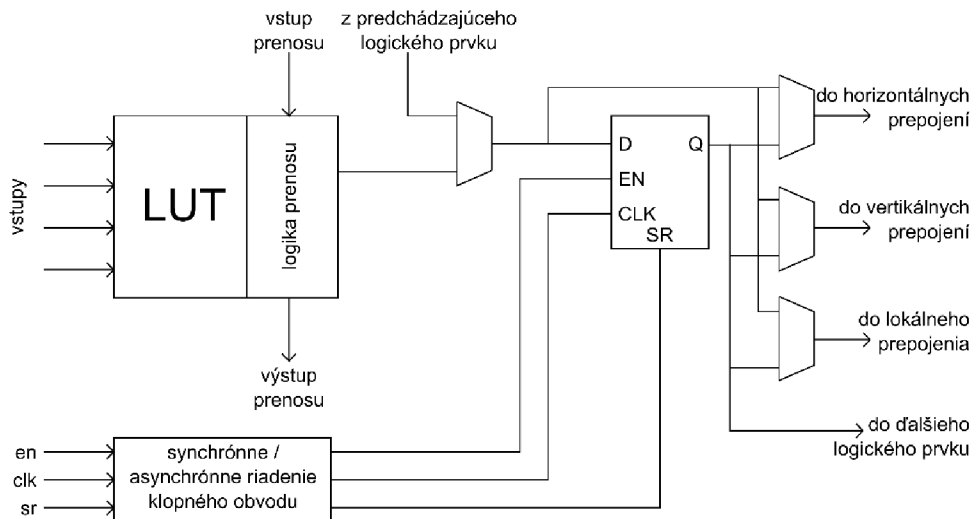 vstup
prenosu
z predchádzajúceho
logického prvku
vstupy
LUT
logika prenosu
D
EN
CLK
SR
Q
do horizontálnych
prepojení
do vertikálnych
prepojení
do lokálneho
prepojenia
do ďalšieho
logického prvku
výstup
prenosu
en
clk
sr
synchrónne /
asynchrónne riadenie
klopného obvodu